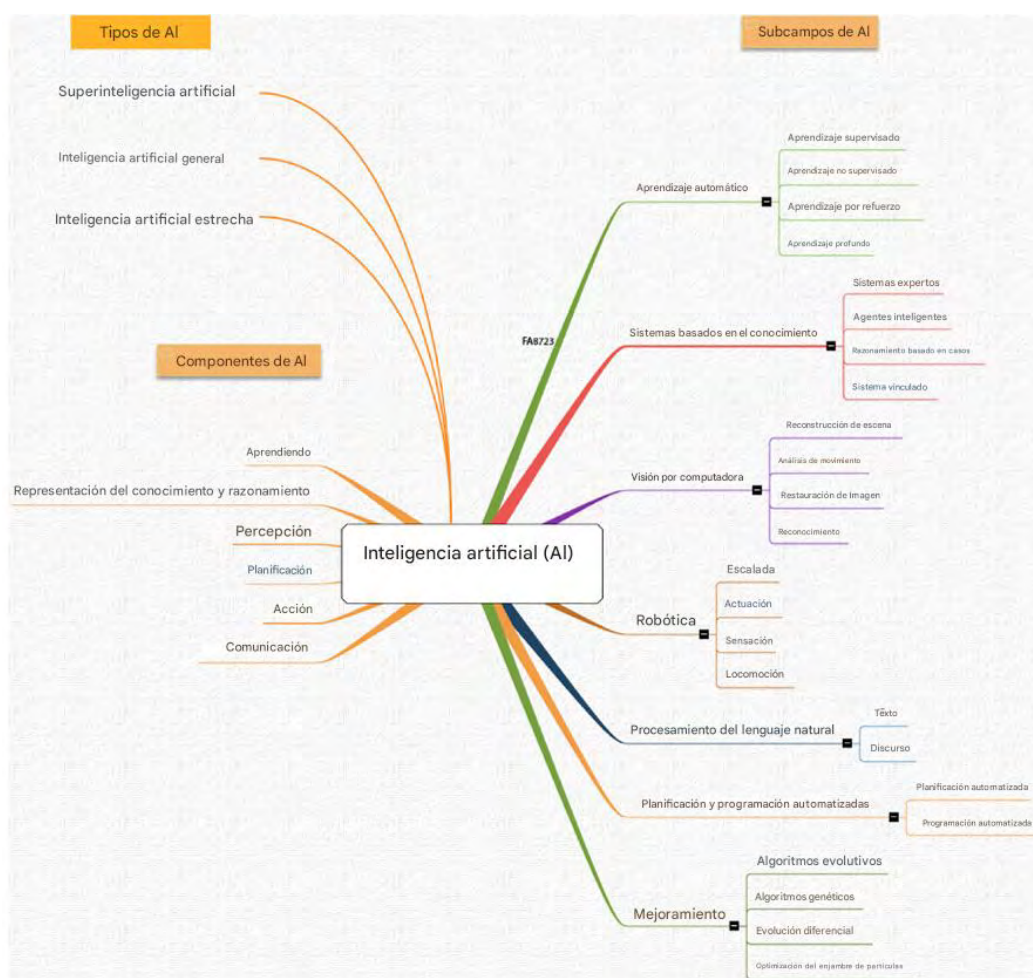 Tipos de AI
Superinteligencia artificial
Inteligencia artificial general
Inteligencia artificial estrecha
Componentes de AI
Aprendiendo
Representación del conocimiento y razonamiento
Percepción
Planificación
Acción
Comunicación
Inteligencia artificial (AI)
Subcampos de AI
Aprendizaje automático
Aprendizaje supervisado
Aprendizaje no supervisado
Aprendizaje por refuerzo
Aprendizaje profundo
FA8723
Sistemas basados en el conocimiento
Sistemas expertos
Agentes inteligentes
Razonamiento basado en casos
Sistema vinculado
Visión por computadora
Reconstrucción de escena
Análisis de movimiento
Restauración de Imagen
Reconocimiento
Robótica
Escalada
Actuación
Sensación
Locomoción
Procesamiento del lenguaje natural
Tēxto
Discurso
Planificación y programación automatizadas
Planificación automatizada
Programación automatizada
Mejoramiento
Algoritmos evolutivos
Algoritmos genéticos
Evolución diferencial
Optimización del enjambre de partículas